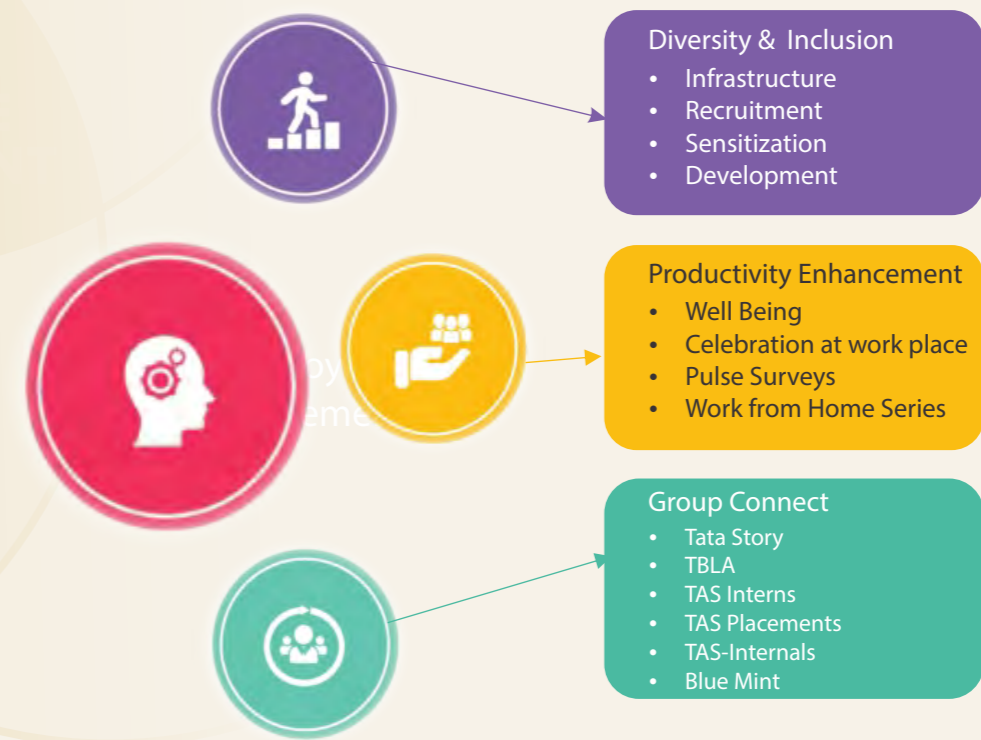 Diversity & Inclusion
• Infrastructure
• Recruitment
• Sensitization
• Development
Productivity Enhancement
• Well Being
• Celebration at work place
• Pulse Surveys
• Work from Home Series
Group Connect
• Tata Story
• TBLA
• TAS Interns
• TAS Placements
• TAS-Internals
• Blue Mint